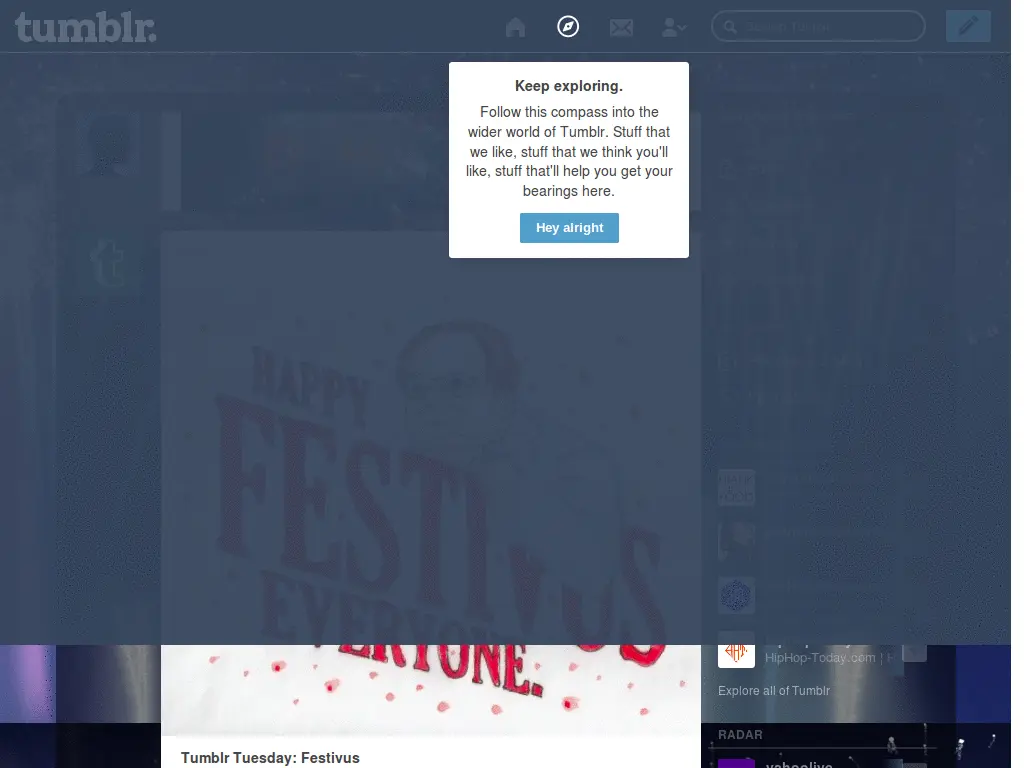 tumblr.
Search Tumblr
Keep exploring.
Follow this compass into the
wider world of Tumblr. Stuff that
we like, stuff that we think you'll
like, stuff that'll help you get your
bearings here.
Hey alright
HAPPY
FESTIVUS
EVERYONE.
HipHop-Today.com |
Explore all of Tumblr
RADAR
Tumblr Tuesday: Festivus
yahoolive